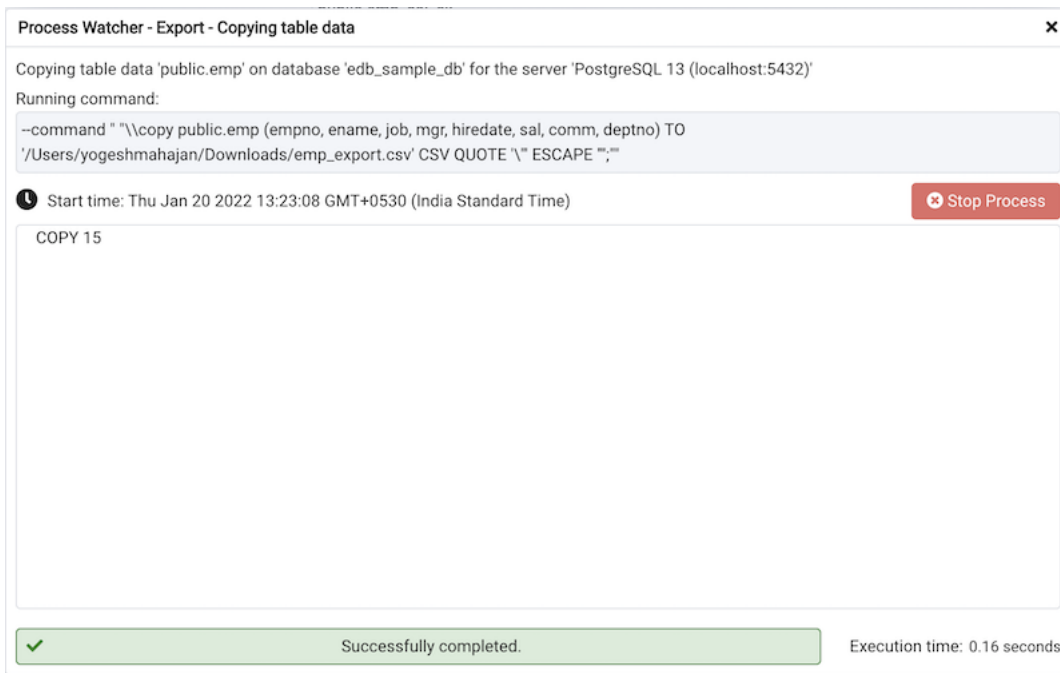 Process Watcher - Export - Copying table data
Copying table data 'public.emp' on database 'edb_sample_db' for the server 'PostgreSQL 13 (localhost:5432)'
Running command:
--command " "\\copy public.emp (empno, ename, job, mgr, hiredate, sal, comm, deptno) TO
'/Users/yogeshmahajan/Downloads/emp_export.csv' CSV QUOTE '\"' ESCAPE '''';""
Start time: Thu Jan 20 2022 13:23:08 GMT+0530 (India Standard Time)
Stop Process
COPY 15
Successfully completed.
Execution time: 0.16 seconds